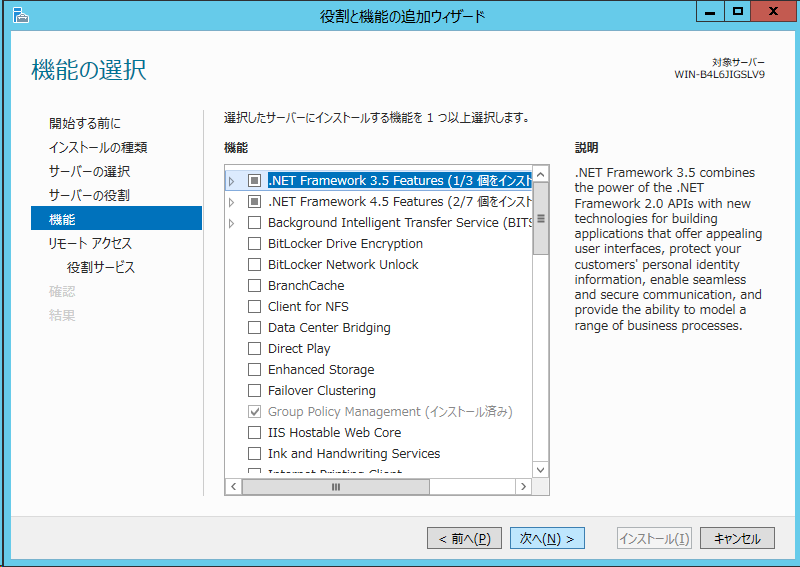 役割と機能の追加ウィザード
機能の選択
対象サーバー
WIN-B4L6JIGSLV9
開始する前に
インストールの種類
サーバーの選択
サーバーの役割
機能
リモート アクセス
役割サービス
確認
結果
選択したサーバーにインストールする機能を 1 つ以上選択します。
機能
.NET Framework 3.5 Features (1/3 個をインスト
.NET Framework 4.5 Features (2/7 個をインスト
Background Intelligent Transfer Service (BITS
BitLocker Drive Encryption
BitLocker Network Unlock
BranchCache
Client for NFS
Data Center Bridging
Direct Play
Enhanced Storage
Failover Clustering
Group Policy Management (インストール済み)
IIS Hostable Web Core
Ink and Handwriting Services
Internet Printing Client
説明
.NET Framework 3.5 combines
the power of the .NET
Framework 2.0 APIs with new
technologies for building
applications that offer appealing
user interfaces, protect your
customers' personal identity
information, enable seamless
and secure communication, and
provide the ability to model a
range of business processes.
< 前へ(P)
次へ(N) >
インストール(I)
キャンセル